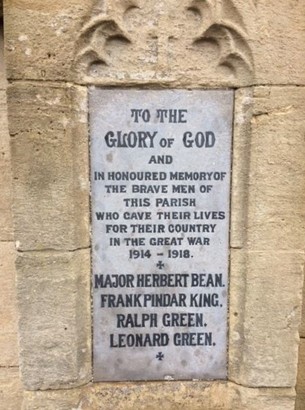 TO THE
GLORY OF GOD
AND
IN HONOURED MEMORY OF
THE BRAVE MEN OF
THIS PARISH
WHO GAVE THEIR LIVES
FOR THEIR COUNTRY
IN THE GREAT WAR
1914 - 1918.
MAJOR HERBERT BEAN.
FRANK PINDAR KING.
RALPH GREEN.
LEONARD GREEN.